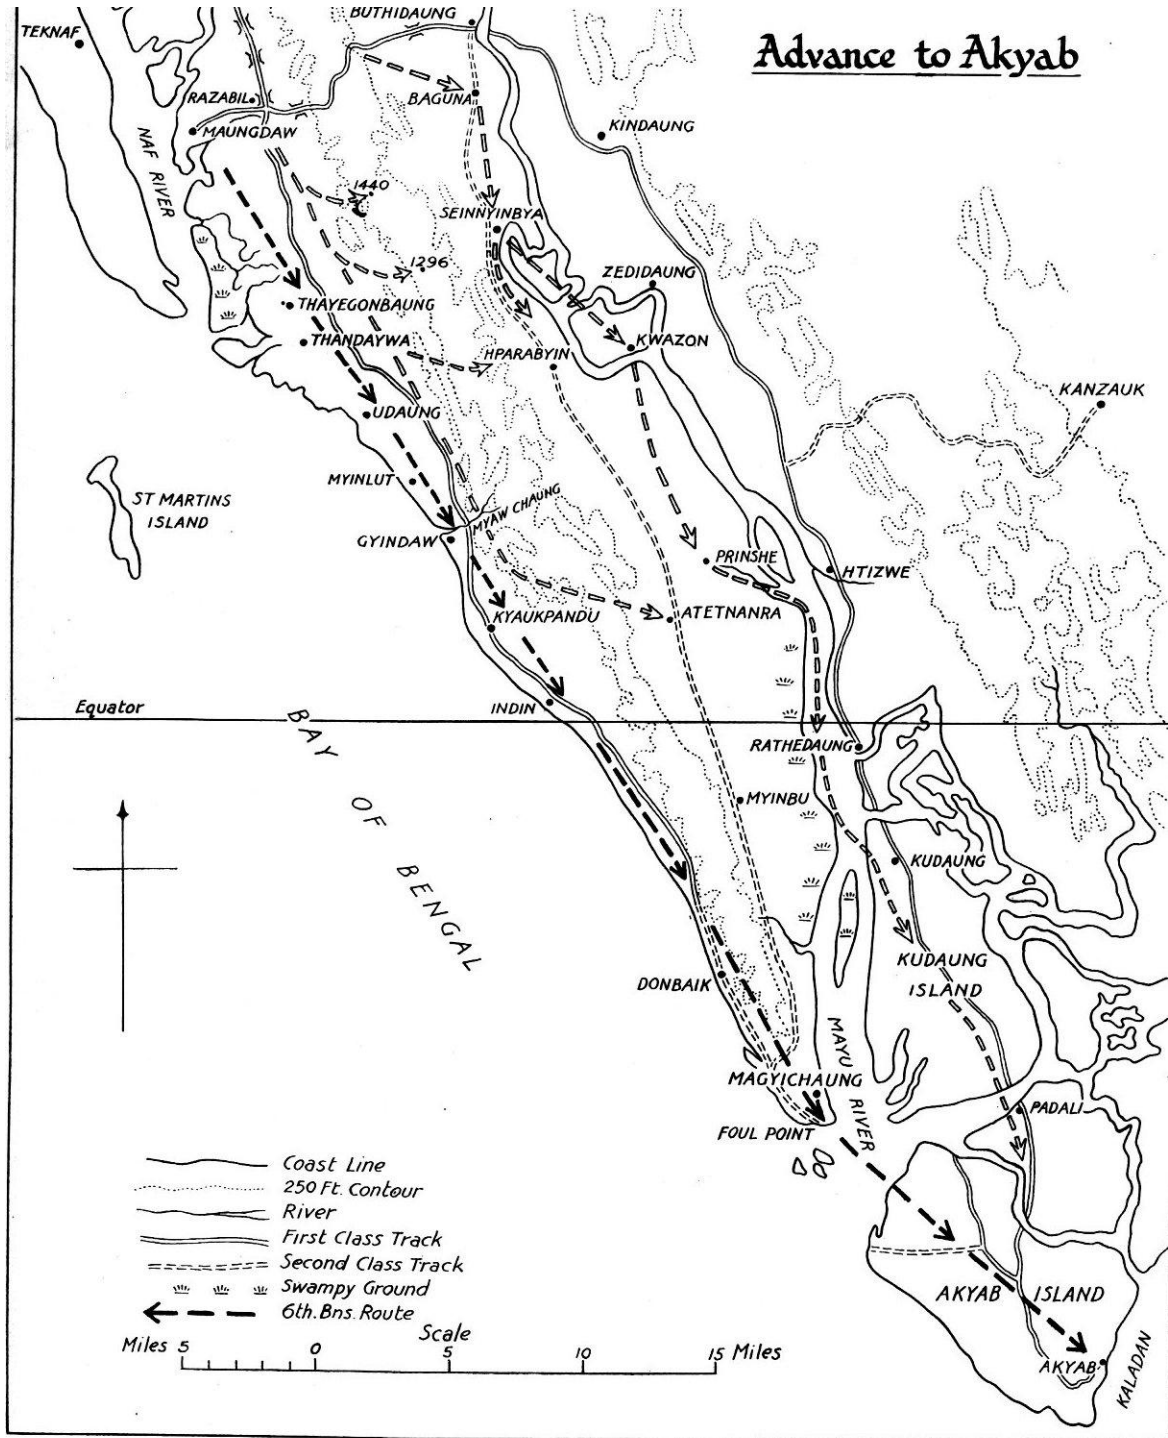 BUTHIDAUNG
TEKNAF
Advance to Akyab
RAZABIL
BAGUNA
MAUNGDAW
KINDAUNG
NAF RIVER
1440
SEINNYINBYA
1296
ZEDIDAUNG
THAYEGONBAUNG
THANDAYWA
HPARABYIN
KWAZON
KANZAUK
UDAUNG
MYINLUT
ST MARTINS
ISLAND
MYAW CHAUNG
GYINDAW
PRINSHE
HTIZWE
KYAUKPANDU
ATETNANRA
INDIN
Equator
RATHEDAUNG
BAY OF BENGAL
MYINBU
KUDAUNG
KUDAUNG
ISLAND
DONBAIK
MAYU RIVER
MAGYICHAUNG
PADALI
FOUL POINT
Coast Line
250 Ft. Contour
River
First Class Track
Second Class Track
Swampy Ground
6th. Bns. Route
AKYAB ISLAND
Scale
Miles 5 0 5 10 15 Miles
AKYAB
KALADAN